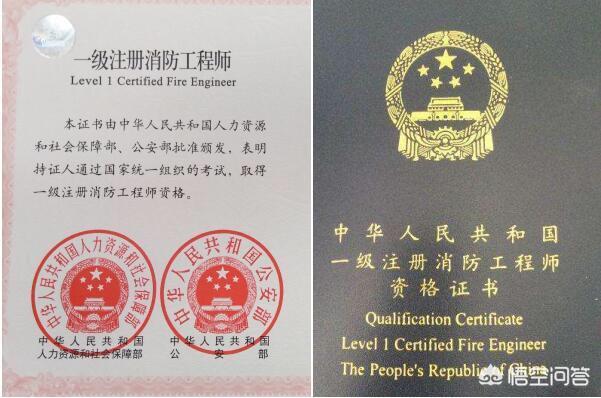 一级注册消防工程师
Level 1 Certified Fire Engineer
本证书由中华人民共和国人力资源
和社会保障部、公安部批准颁发，表明
持证人通过国家统一组织的考试，取得
一级注册消防工程师资格。
中华人民共和国人力资源和社会保障部
中华人民共和国公安部
中华人民共和国
人力资源和社会保障部
中华人民共和国
公安部
中华人民共和国
一级注册消防工程师
资格证书
Qualification Certificate
Level 1 Certified Fire Engineer
The People's Republic of China
悟空问答